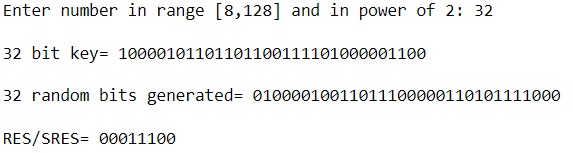 Enter number in range [8,128] and in power of 2: 32
32 bit key= 10000101101101100111101000001100
32 random bits generated= 01000010011011100000110101111000
RES/SRES= 00011100